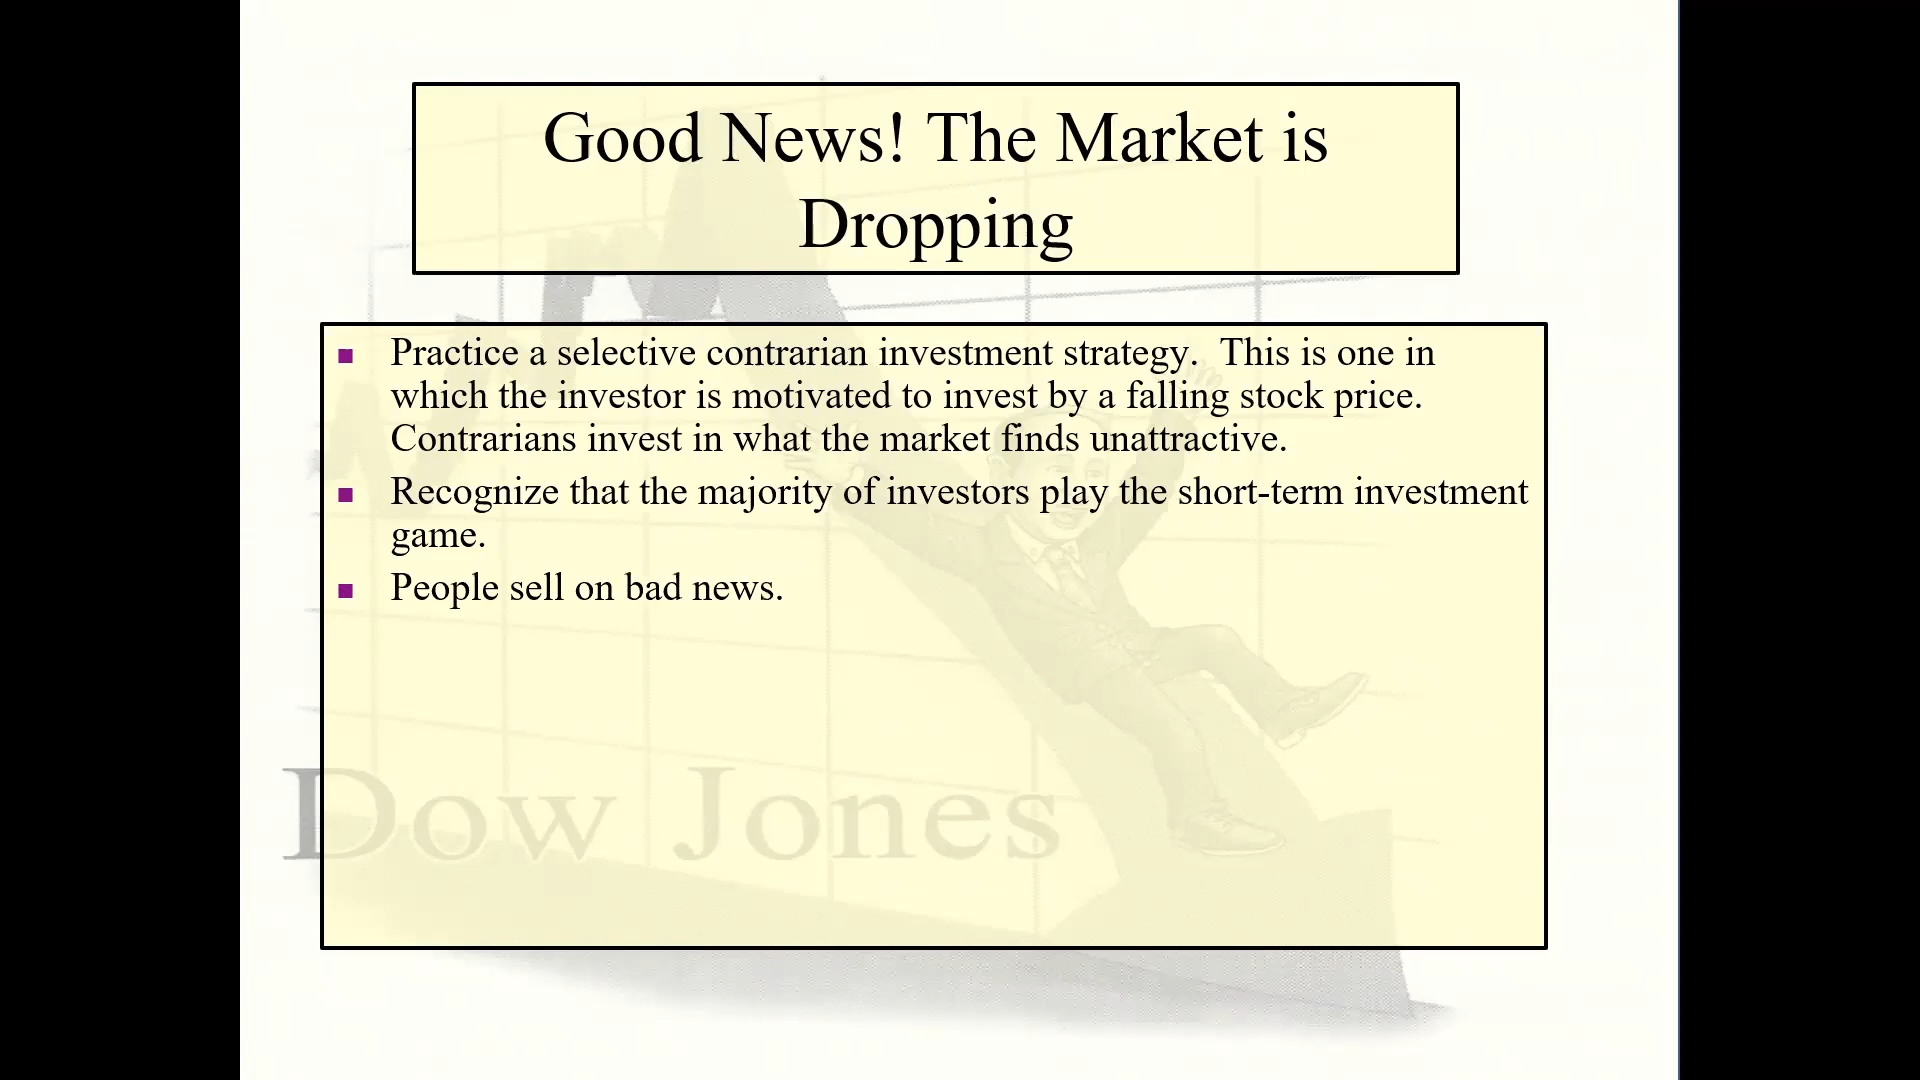 Good News! The Market is
Dropping
Practice a selective contrarian investment strategy.  This is one in
which the investor is motivated to invest by a falling stock price.
Contrarians invest in what the market finds unattractive.
Recognize that the majority of investors play the short-term investment
game.
People sell on bad news.
Dow Jones